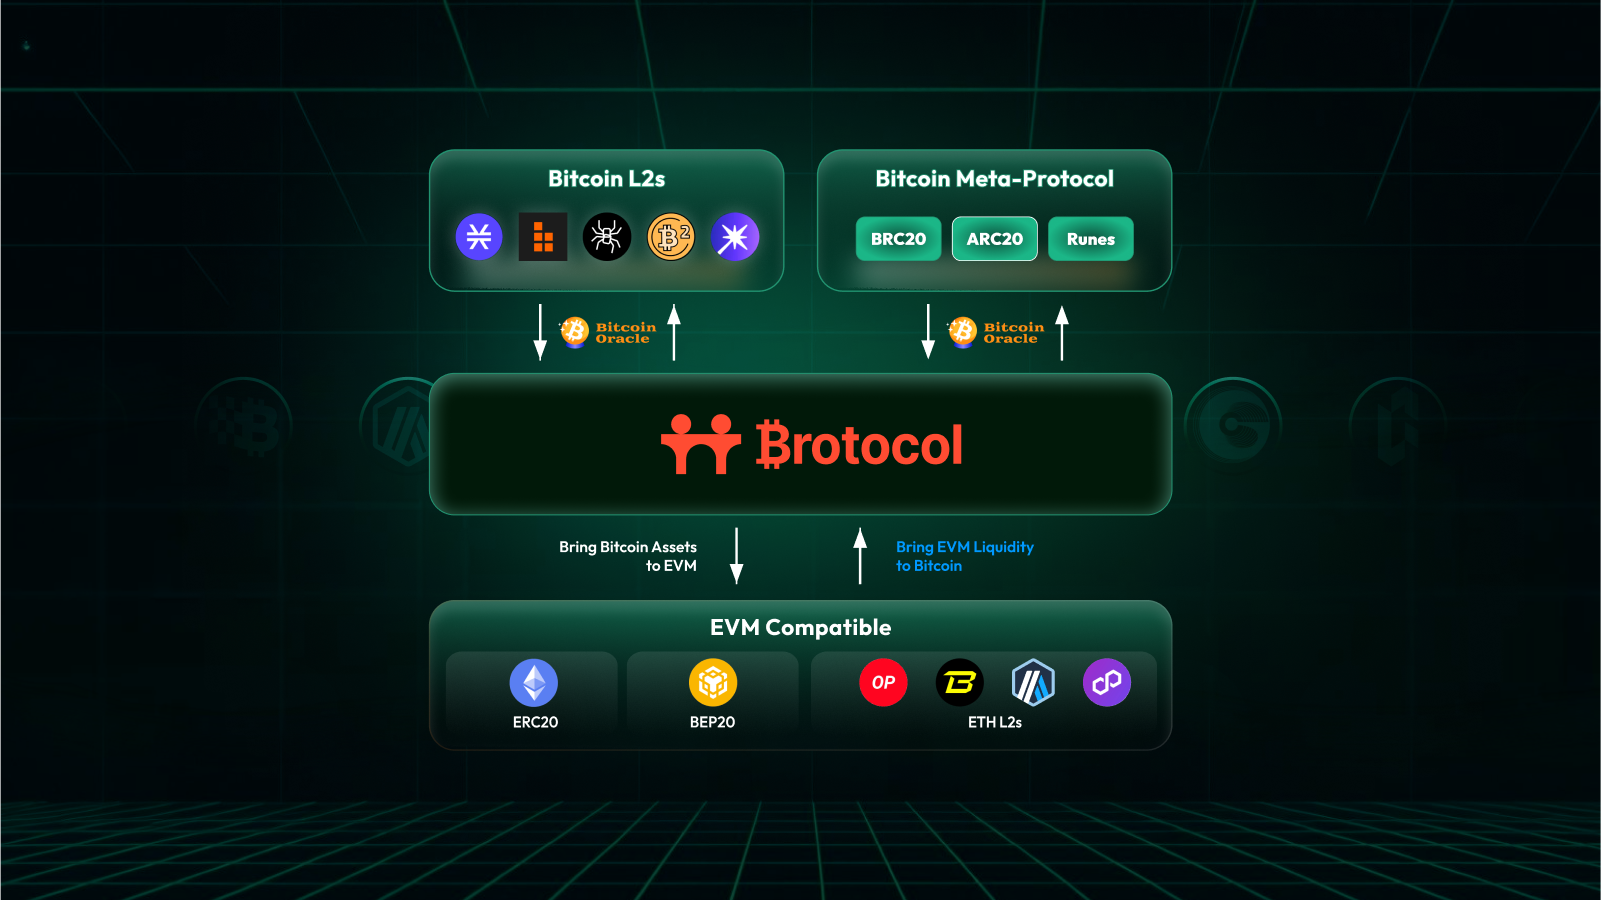 Bitcoin L2s
Bitcoin Meta-Protocol
BRC20
ARC20
Runes
Bitcoin
Oracle
Bitcoin
Oracle
₿rotocol
Bring Bitcoin Assets
to EVM
Bring EVM Liquidity
to Bitcoin
EVM Compatible
OP
ERC20
BEP20
ETH L2s